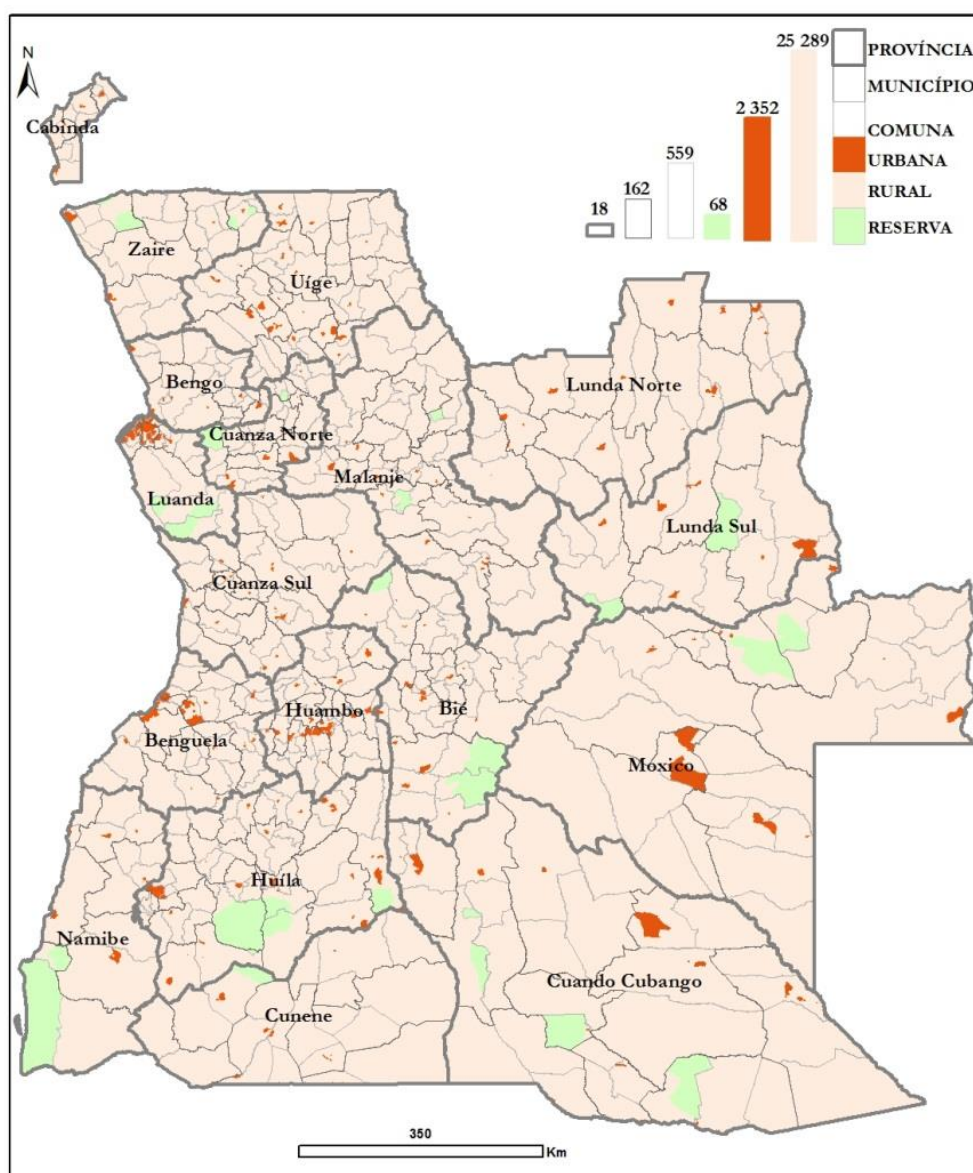 25 289
2 352
559
162
18
68
PROVÍNCIA
MUNICÍPIO
COMUNA
URBANA
RURAL
RESERVA
N
Cabinda
Zaire
Uíge
Bengo
Lunda Norte
Cuanza Norte
Malanje
Luanda
Lunda Sul
Cuanza Sul
Huambo
Bié
Benguela
Moxico
Huíla
Namibe
Cuando Cubango
Cunene
350
Km